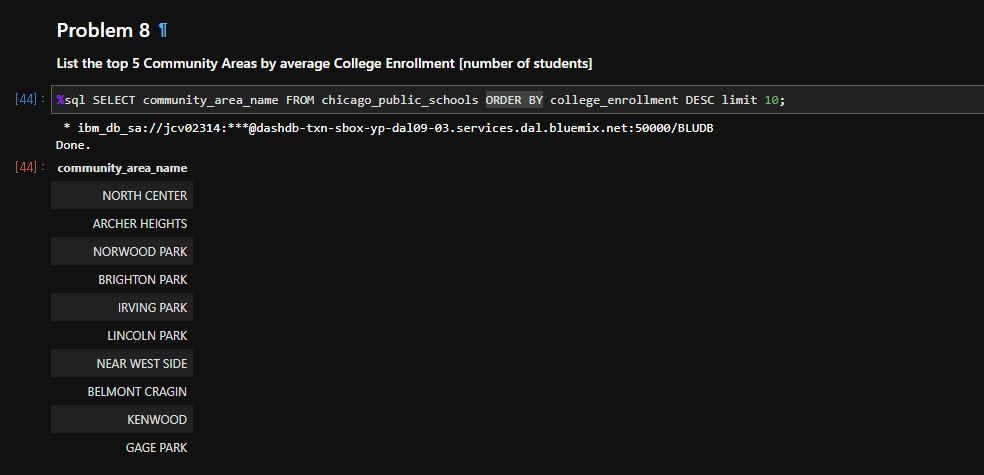 Problem 8 ¶
List the top 5 Community Areas by average College Enrollment [number of students]
[44]: %sql SELECT community_area_name FROM chicago_public_schools ORDER BY college_enrollment DESC limit 10;
* ibm_db_sa://jcv02314:***@dashdb-txn-sbox-yp-dal09-03.services.dal.bluemix.net:50000/BLUDB
Done.
[44]: community_area_name
NORTH CENTER
ARCHER HEIGHTS
NORWOOD PARK
BRIGHTON PARK
IRVING PARK
LINCOLN PARK
NEAR WEST SIDE
BELMONT CRAGIN
KENWOOD
GAGE PARK